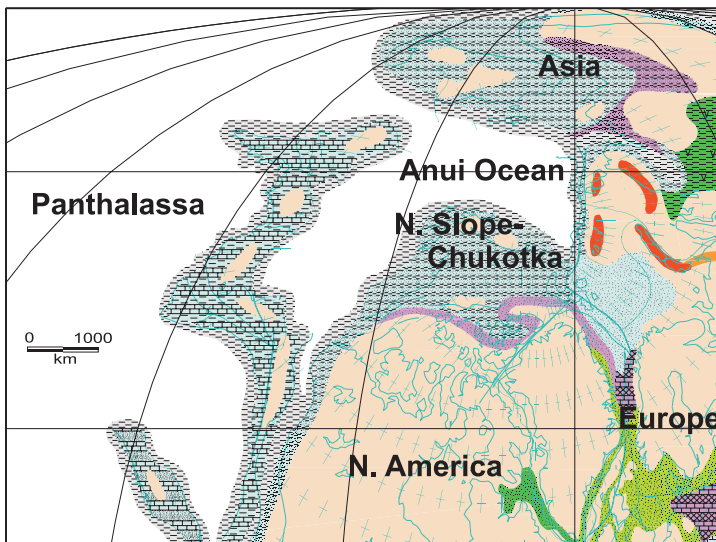 Asia
Anui Ocean
Panthalassa
N. Slope-
Chukotka
0 1000
km
Europe
N. America